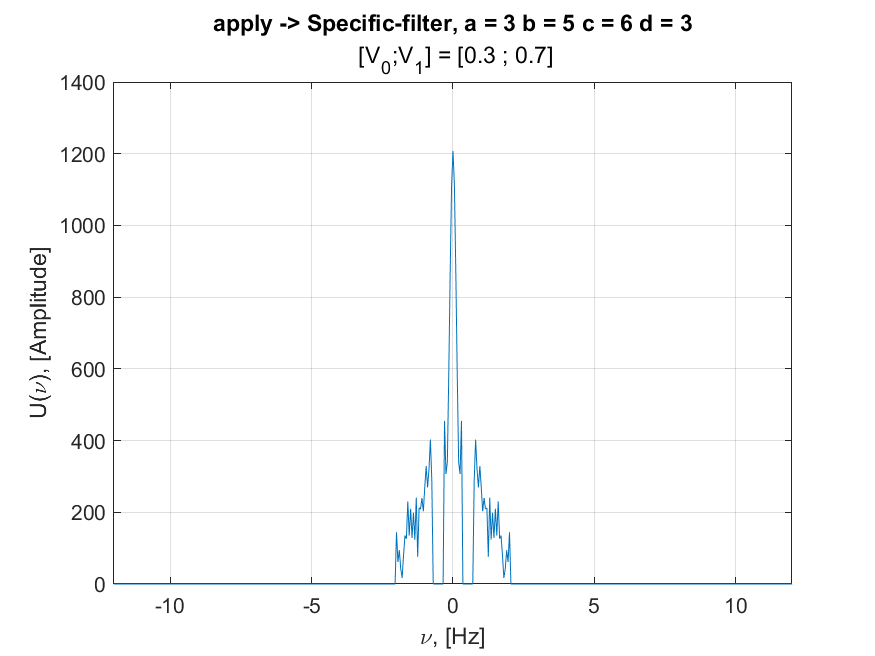 apply -> Specific-filter, a = 3 b = 5 c = 6 d = 3
[V₀;V₁] = [0.3 ; 0.7]
1400
1200
1000
800
600
400
200
0
U(ν), [Amplitude]
-10 -5 0 5 10
ν, [Hz]